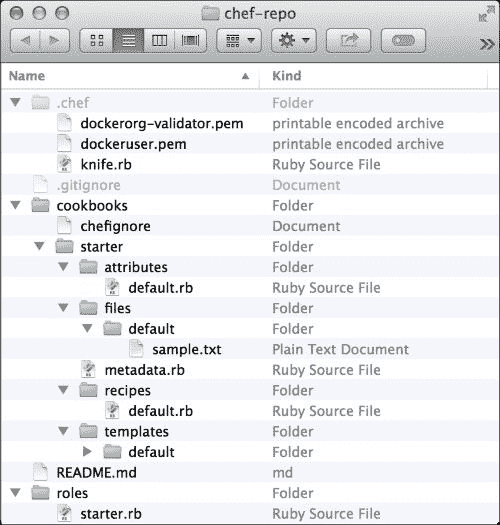 chef-repo
Name Kind
.chef Folder
dockerorg-validator.pem printable encoded archive
dockeruser.pem printable encoded archive
knife.rb Ruby Source File
.gitignore Document
cookbooks Folder
chefignore Document
starter Folder
attributes Folder
default.rb Ruby Source File
files Folder
default Folder
sample.txt Plain Text Document
metadata.rb Ruby Source File
recipes Folder
default.rb Ruby Source File
templates Folder
default Folder
README.md md
roles Folder
starter.rb Ruby Source File